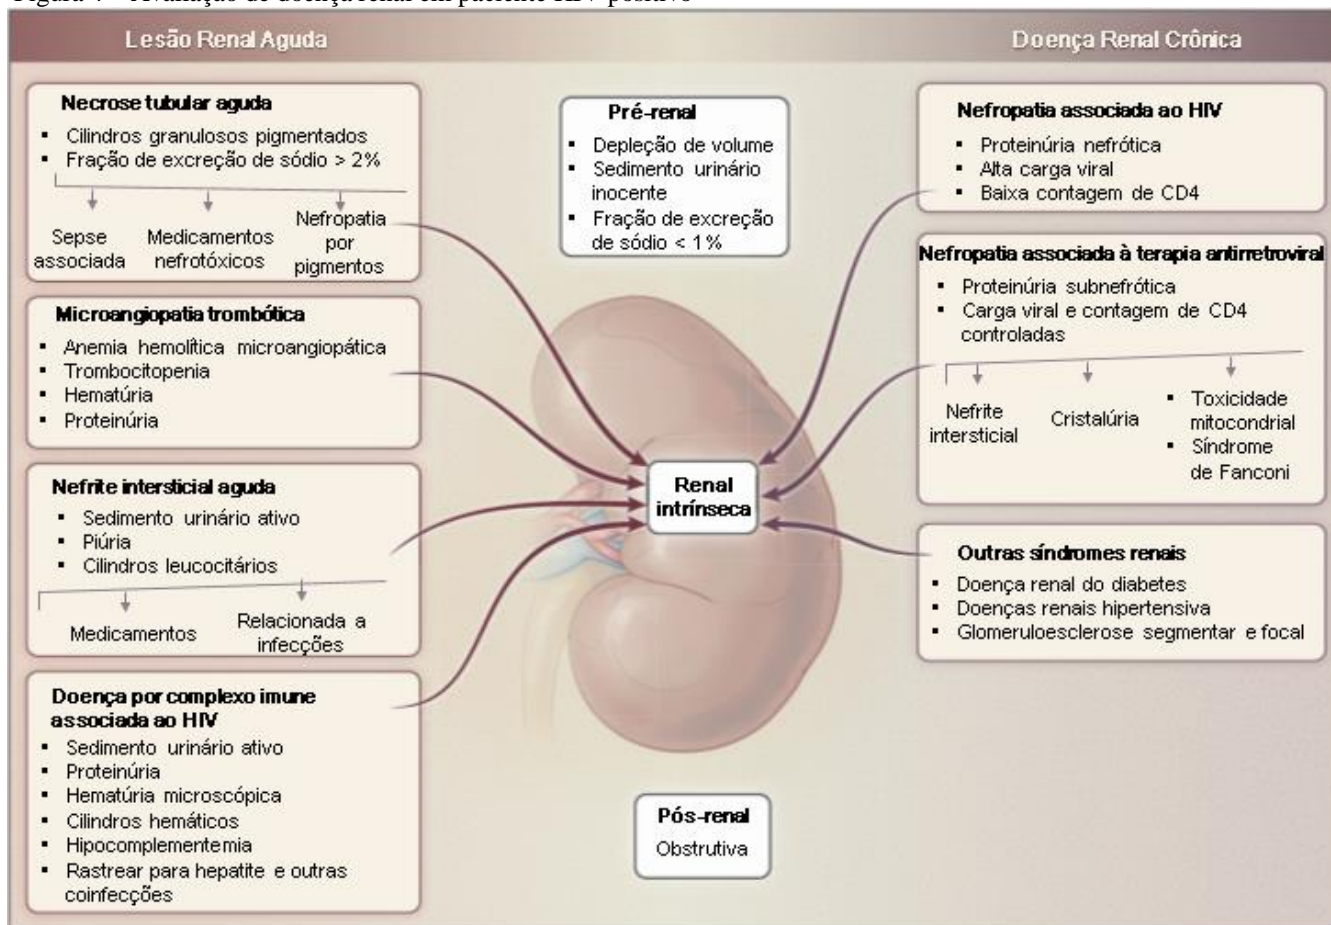 Lesão Renal Aguda
Doença Renal Crônica
Necrose tubular aguda
▪ Cilindros granulosos pigmentados
▪ Fração de excreção de sódio > 2%
Sepse
associada
Medicamentos
nefrotóxicos
Nefropatia
por
pigmentos
Microangiopatia trombótica
▪ Anemia hemolítica microangiopática
▪ Trombocitopenia
▪ Hematúria
▪ Proteinúria
Nefrite intersticial aguda
▪ Sedimento urinário ativo
▪ Piúria
▪ Cilindros leucocitários
Medicamentos
Relacionada a
infecções
Doença por complexo imune
associada ao HIV
▪ Sedimento urinário ativo
▪ Proteinúria
▪ Hematúria microscópica
▪ Cilindros hemáticos
▪ Hipocomplementemia
▪ Rastrear para hepatite e outras
coinfecções
Pré-renal
▪ Depleção de volume
▪ Sedimento urinário
inocente
▪ Fração de excreção
de sódio < 1%
Renal
intrínseca
Pós-renal
Obstrutiva
Nefropatia associada ao HIV
▪ Proteinúria nefrótica
▪ Alta carga viral
▪ Baixa contagem de CD4
Nefropatia associada à terapia antirretroviral
▪ Proteinúria subnefrótica
▪ Carga viral e contagem de CD4
controladas
Nefrite
intersticial
Cristalúria
▪ Toxicidade
mitocondrial
▪ Síndrome
de Fanconi
Outras síndromes renais
▪ Doença renal do diabetes
▪ Doenças renais hipertensiva
▪ Glomeruloesclerose segmentar e focal